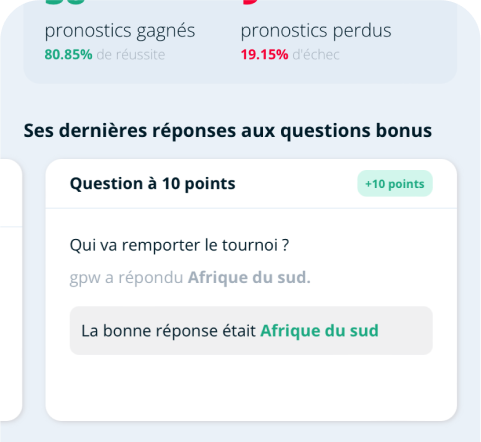 pronostics gagnés
pronostics perdus
80.85% de réussite
19.15% d'échec
Ses dernières réponses aux questions bonus
Question à 10 points
+10 points
Qui va remporter le tournoi ?
gpw a répondu Afrique du sud.
La bonne réponse était Afrique du sud